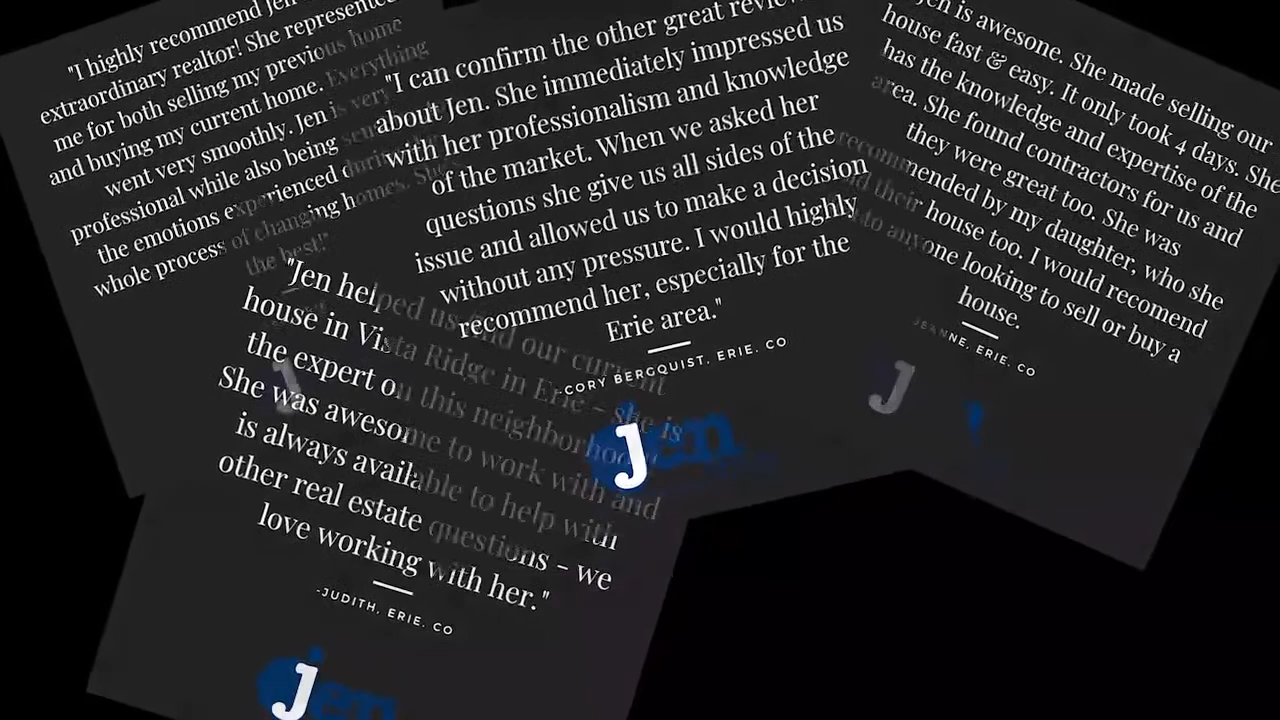 "I highly recommend Jen
extraordinary realtor! She represented
me for both selling my previous home
and buying my current home. Everything
went very smoothly. Jen is very
professional while also being
the emotions experienced during
whole process of changing homes. She's
the best!"
"I can confirm the other great reviews
about Jen. She immediately impressed us
with her professionalism and knowledge
of the market. When we asked her
questions she give us all sides of the
issue and allowed us to make a decision
without any pressure. I would highly
recommend her, especially for the
Erie area."
-CORY BERGQUIST, ERIE. CO
jen
Jen is awesome. She made selling our
house fast & easy. It only took 4 days. She
has the knowledge and expertise of the
area. She found contractors for us and
they were great too. She was
recommended by my daughter, who she
their house too. I would recomend
to anyone looking to sell or buy a
house.
JEANNE, ERIE, CO
j
"Jen helped us find our current
house in Vista Ridge in Erie – she is
the expert on this neighborhood
She was awesome to work with and
is always available to help with
other real estate questions – we
love working with her."
-JUDITH, ERIE, CO
jen
j